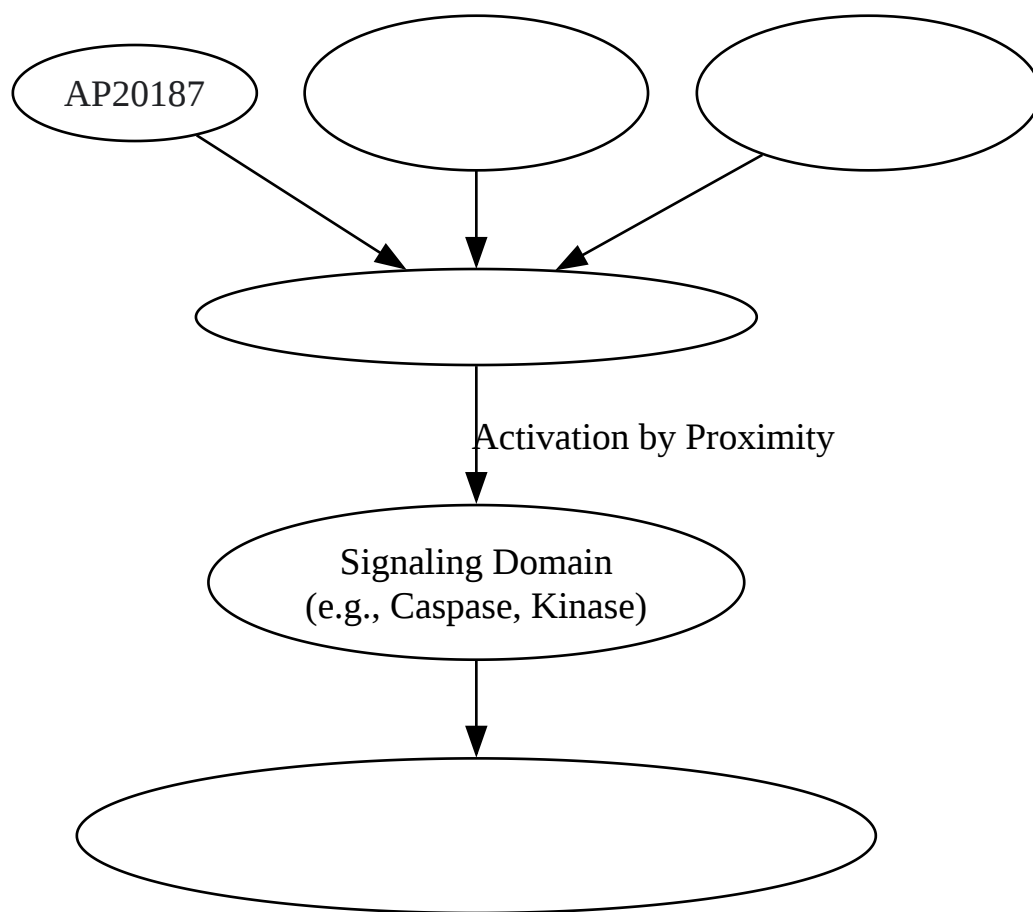 AP20187
Activation by Proximity
Signaling Domain
(e.g., Caspase, Kinase)